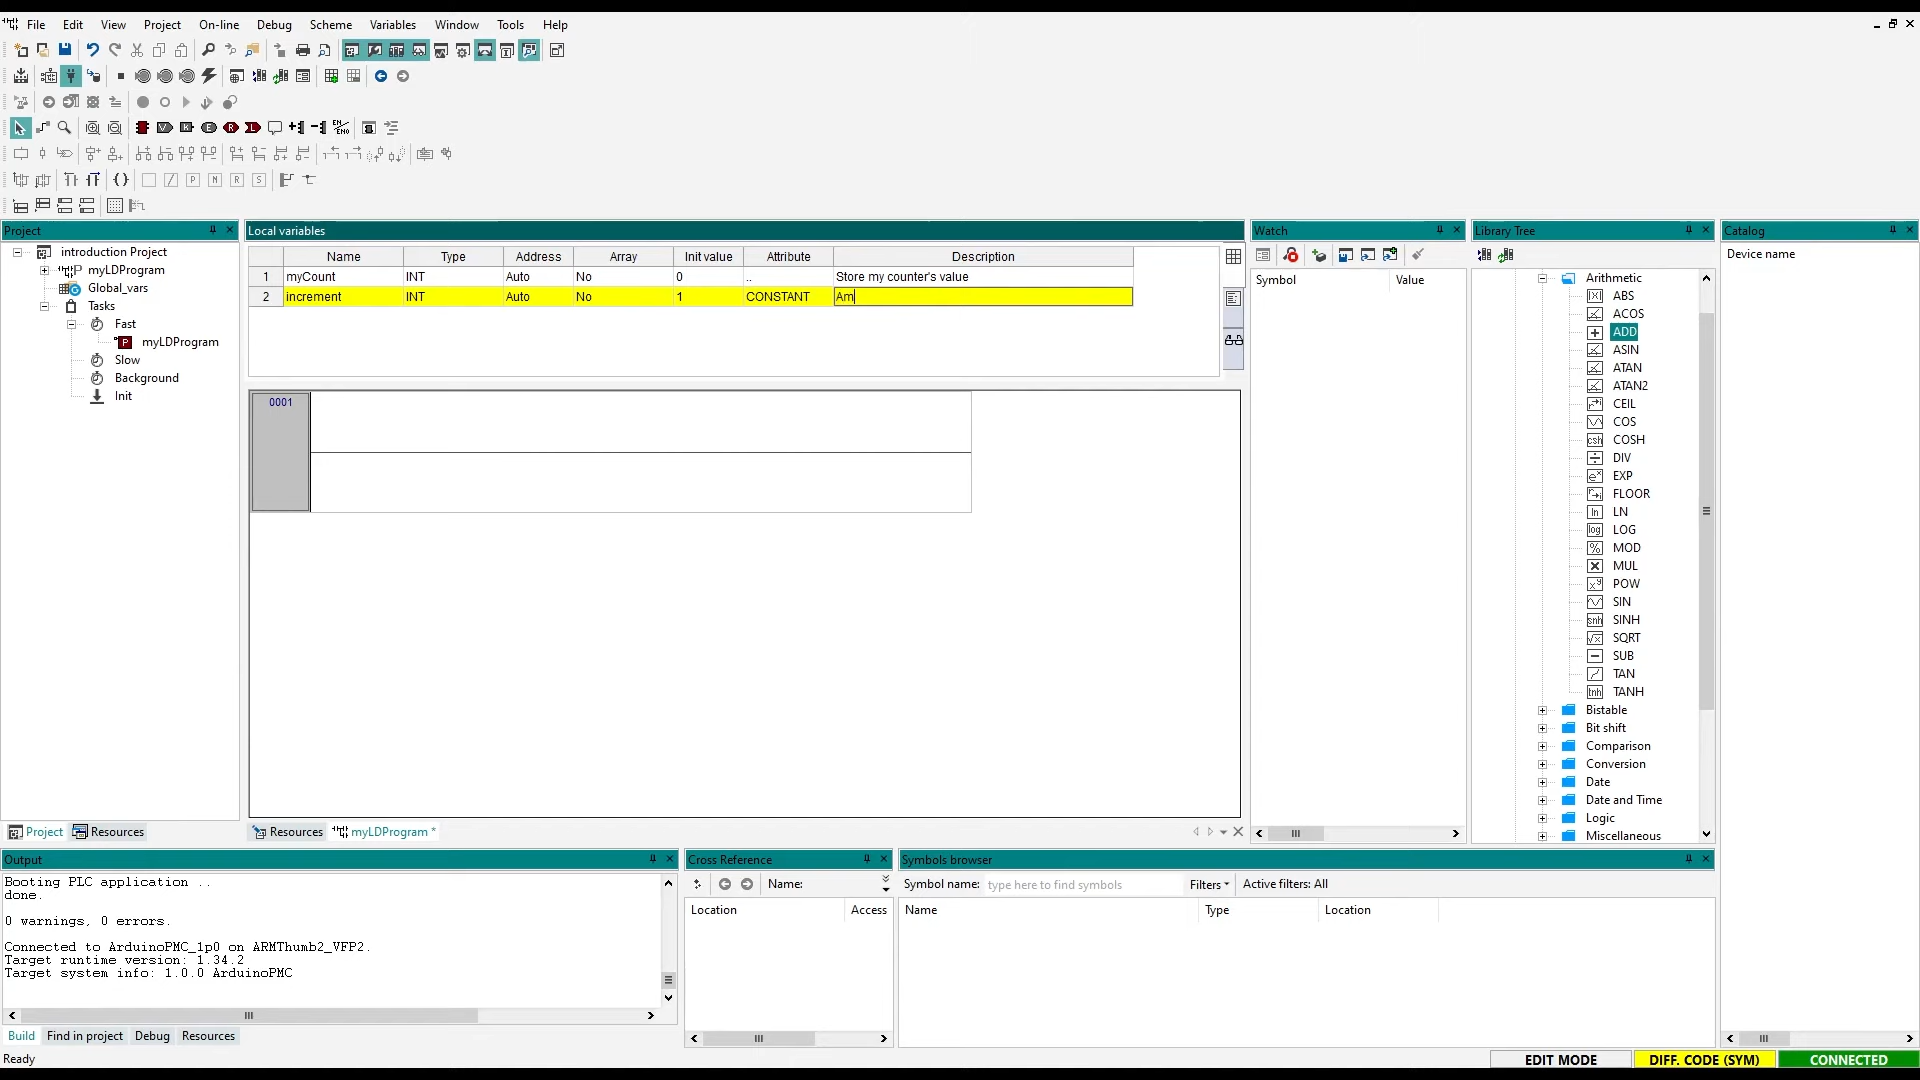 File Edit View Project On-line Debug Scheme Variables Window Tools Help
Project
introduction Project
myLDProgram
Global_vars
Tasks
Fast
myLDProgram
Slow
Background
Init
Project Resources
Local variables
Name Type Address Array Init value Attribute Description
1 myCount INT Auto No 0 .. Store my counter's value
2 increment INT Auto No 1 CONSTANT Am
0001
Resources myLDProgram *
Watch
Symbol Value
Library Tree
Arithmetic
ABS
ACOS
ADD
ASIN
ATAN
ATAN2
CEIL
COS
COSH
DIV
EXP
FLOOR
LN
LOG
MOD
MUL
POW
SIN
SINH
SQRT
SUB
TAN
TANH
Bistable
Bit shift
Comparison
Conversion
Date
Date and Time
Logic
Miscellaneous
Catalog
Device name
Output
Booting PLC application ..
done.
0 warnings, 0 errors.
Connected to ArduinoPMC_1p0 on ARMThumb2_VFP2.
Target runtime version: 1.34.2
Target system info: 1.0.0 ArduinoPMC
Build Find in project Debug Resources
Cross Reference
Name:
Location Access
Symbols browser
Symbol name: type here to find symbols Filters Active filters: All
Name Type Location
Ready
EDIT MODE DIFF. CODE (SYM) CONNECTED